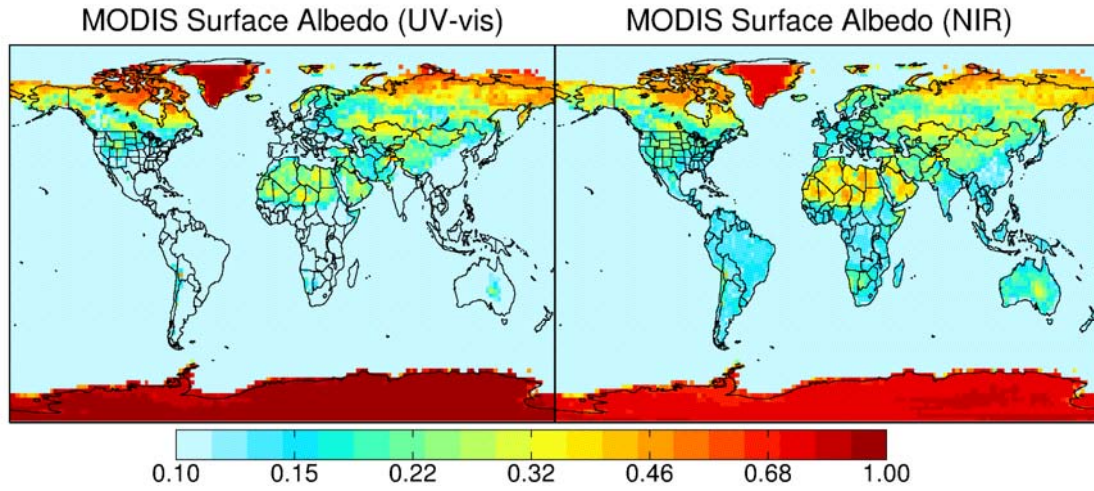 MODIS Surface Albedo (UV-vis)
MODIS Surface Albedo (NIR)
0.10 0.15 0.22 0.32 0.46 0.68 1.00